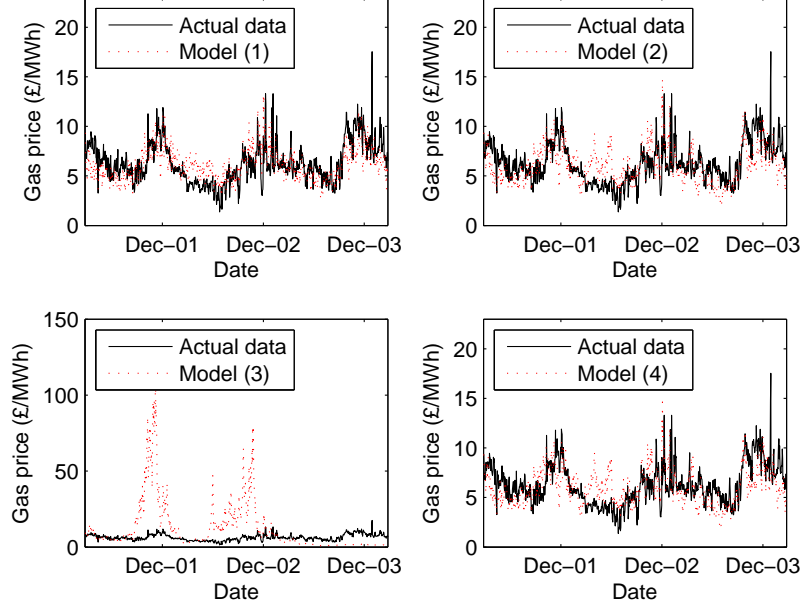 20
15
10
5
0
Gas price (£/MWh)
Actual data
Model (1)
Dec−01
Dec−02
Dec−03
Date
20
15
10
5
0
Gas price (£/MWh)
Actual data
Model (2)
Dec−01
Dec−02
Dec−03
Date
150
100
50
0
Gas price (£/MWh)
Actual data
Model (3)
Dec−01
Dec−02
Dec−03
Date
20
15
10
5
0
Gas price (£/MWh)
Actual data
Model (4)
Dec−01
Dec−02
Dec−03
Date